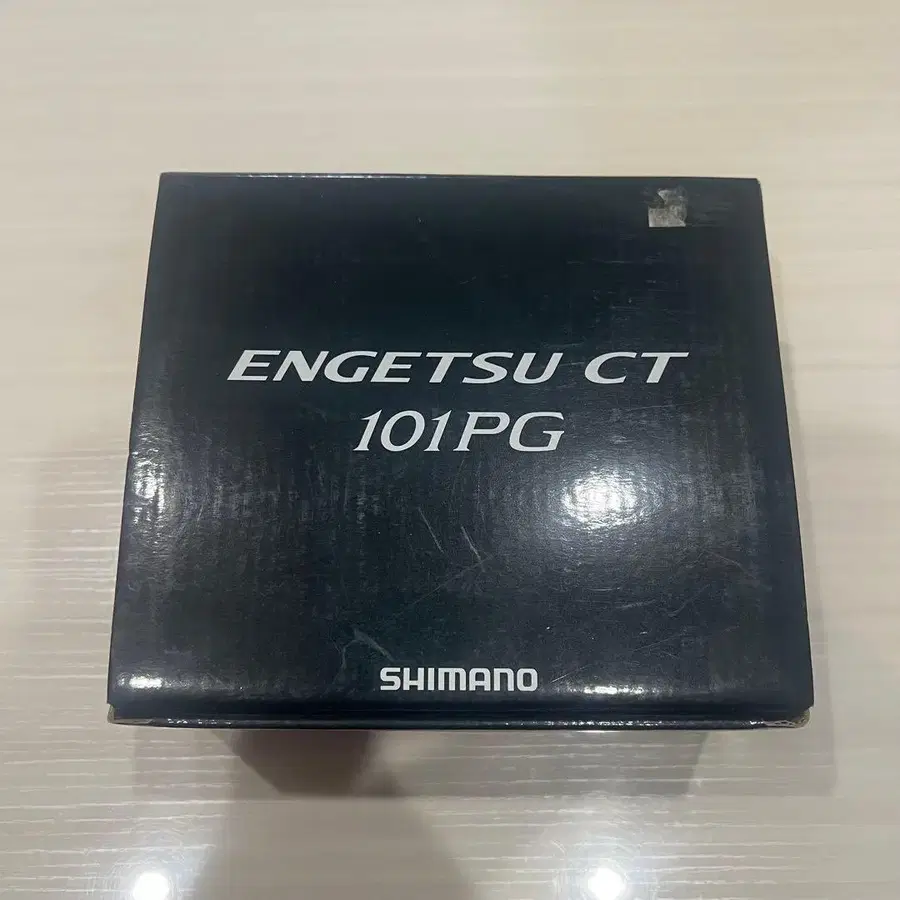 ENGETSU CT
101PG
SHIMANO